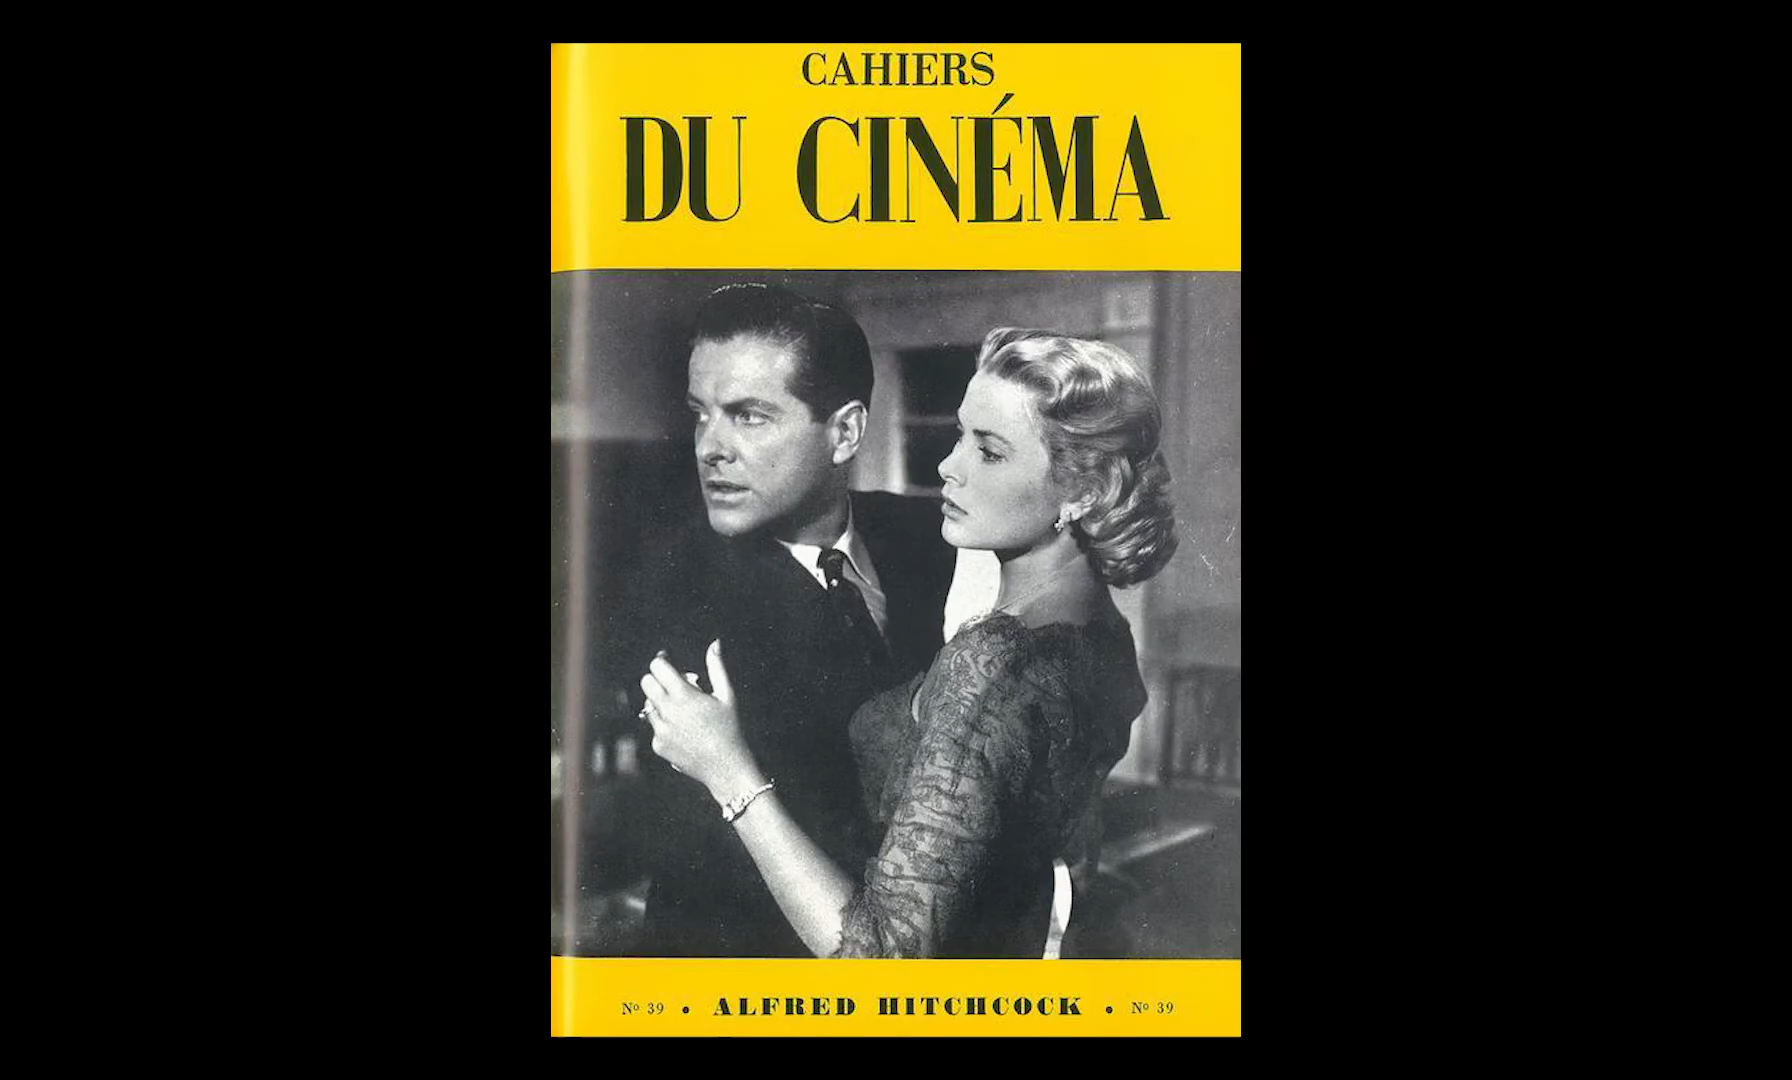 CAHIERS
DU CINÉMA
Nº 39 • ALFRED HITCHCOCK • Nº 39